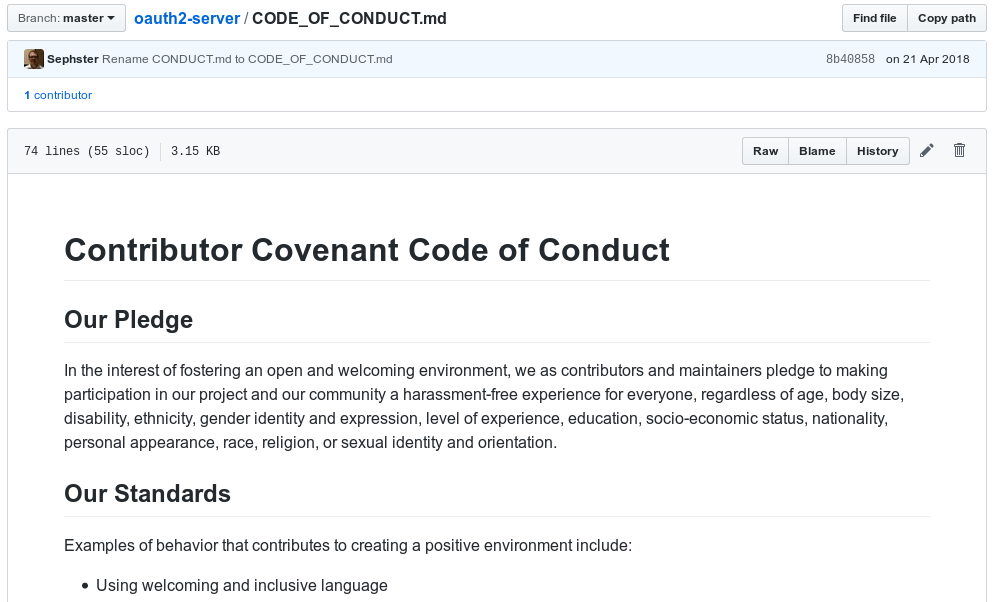 Branch: master oauth2-server / CODE_OF_CONDUCT.md Find file Copy path
Sephster Rename CONDUCT.md to CODE_OF_CONDUCT.md 8b40858 on 21 Apr 2018
1 contributor
74 lines (55 sloc) 3.15 KB Raw Blame History
Contributor Covenant Code of Conduct
Our Pledge
In the interest of fostering an open and welcoming environment, we as contributors and maintainers pledge to making
participation in our project and our community a harassment-free experience for everyone, regardless of age, body size,
disability, ethnicity, gender identity and expression, level of experience, education, socio-economic status, nationality,
personal appearance, race, religion, or sexual identity and orientation.
Our Standards
Examples of behavior that contributes to creating a positive environment include:
• Using welcoming and inclusive language